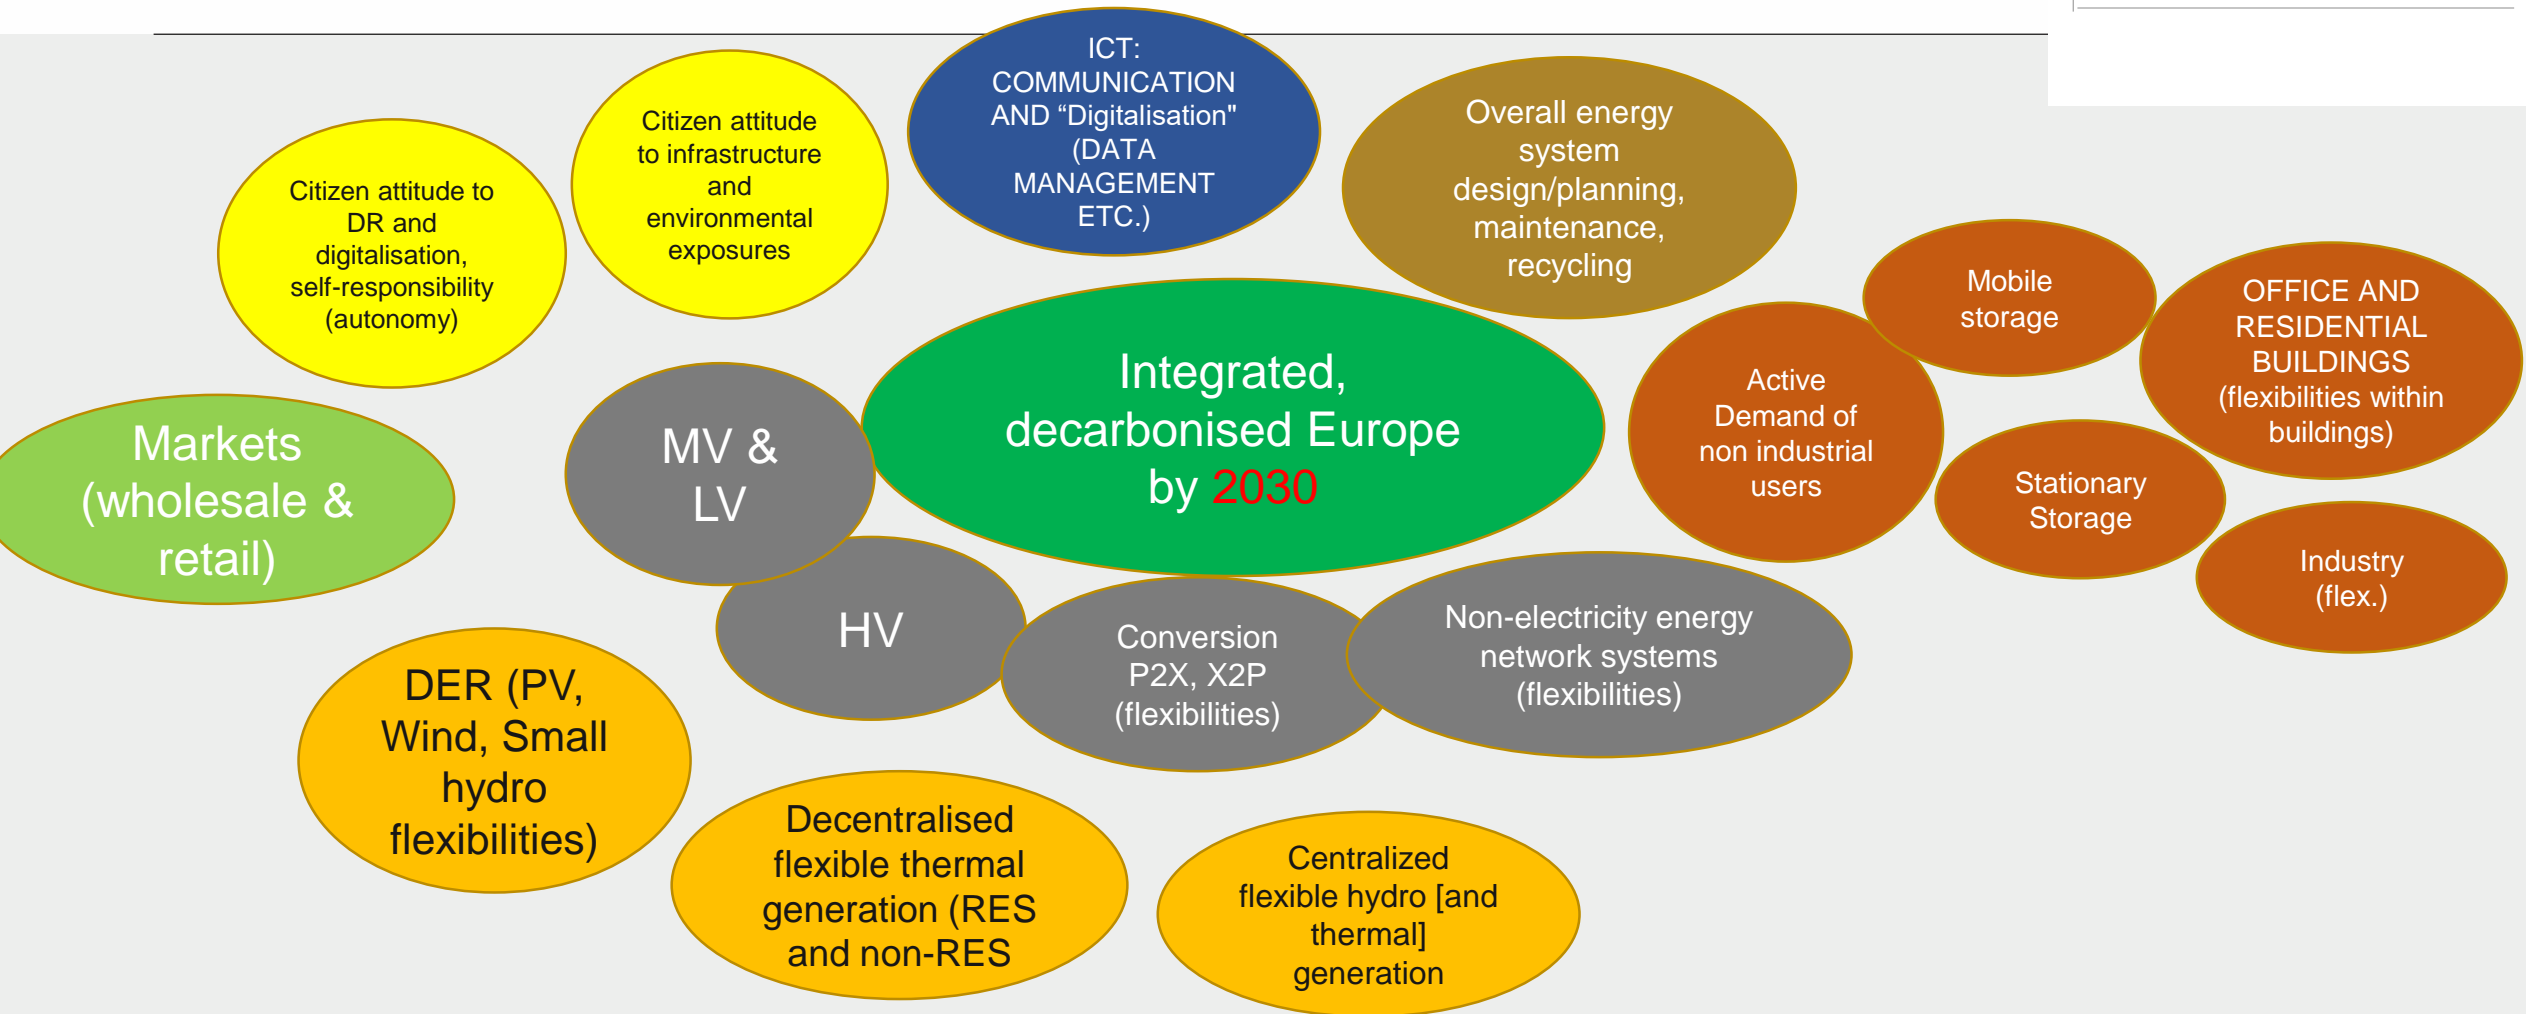 ICT:
COMMUNICATION
AND “Digitalisation"
(DATA
MANAGEMENT
ETC.)
Citizen attitude
to infrastructure
and
environmental
exposures
Overall energy
system
design/planning,
maintenance,
recycling
Citizen attitude to
DR and
digitalisation,
self-responsibility
(autonomy)
Mobile
storage
OFFICE AND
RESIDENTIAL
BUILDINGS
(flexibilities within
buildings)
Integrated,
decarbonised Europe
by 2030
Active
Demand of
non industrial
users
Markets
(wholesale &
retail)
MV &
LV
Stationary
Storage
Industry
(flex.)
HV
Conversion
P2X, X2P
(flexibilities)
Non-electricity energy
network systems
(flexibilities)
DER (PV,
Wind, Small
hydro
flexibilities)
Decentralised
flexible thermal
generation (RES
and non-RES
Centralized
flexible hydro [and
thermal]
generation